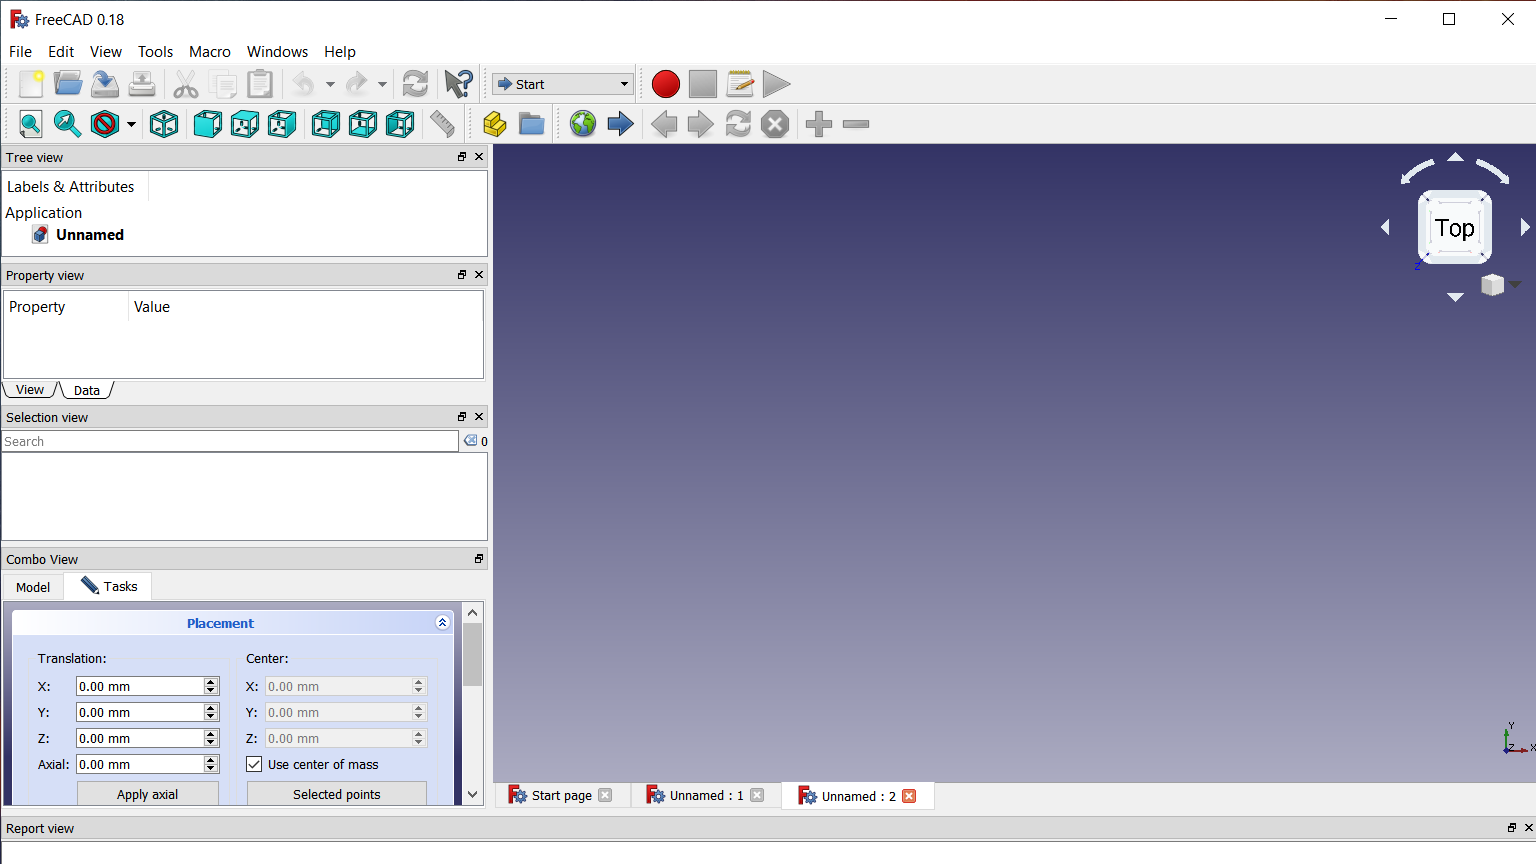 FreeCAD 0.18
File Edit View Tools Macro Windows Help
Start
Tree view
Labels & Attributes
Application
Unnamed
Property view
Property Value
View Data
Selection view
Search 0
Combo View
Model Tasks
Placement
Translation: Center:
X: 0.00 mm X: 0.00 mm
Y: 0.00 mm Y: 0.00 mm
Z: 0.00 mm Z: 0.00 mm
Axial: 0.00 mm Use center of mass
Apply axial Selected points
Top
Z
Y
Z X
Start page Unnamed : 1 Unnamed : 2
Report view